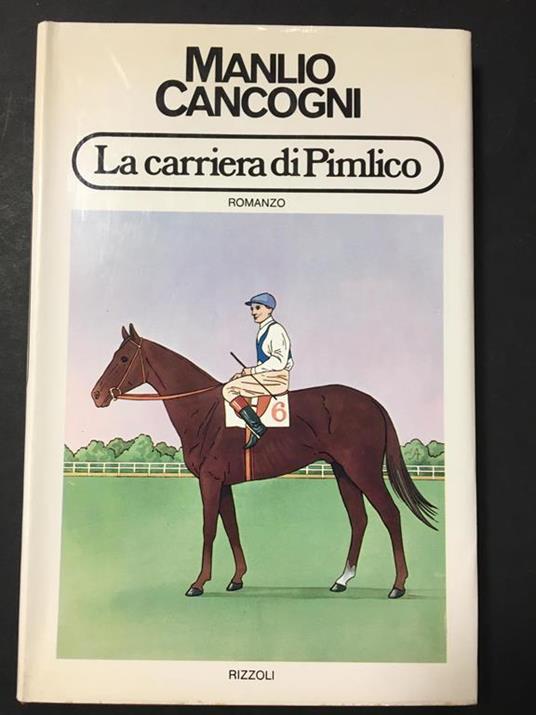 MANLIO
CANCOGNI
La carriera di Pimlico
ROMANZO
6
RIZZOLI